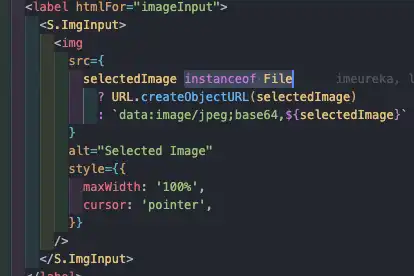 <label htmlFor="imageInput">
<S.ImgInput>
<img
src={
selectedImage instanceof File imeureka, l
? URL.createObjectURL(selectedImage)
: `data:image/jpeg;base64,${selectedImage}`
}
alt="Selected Image"
style={{
maxWidth: '100%',
cursor: 'pointer',
}}
/>
</S.ImgInput>
</label>